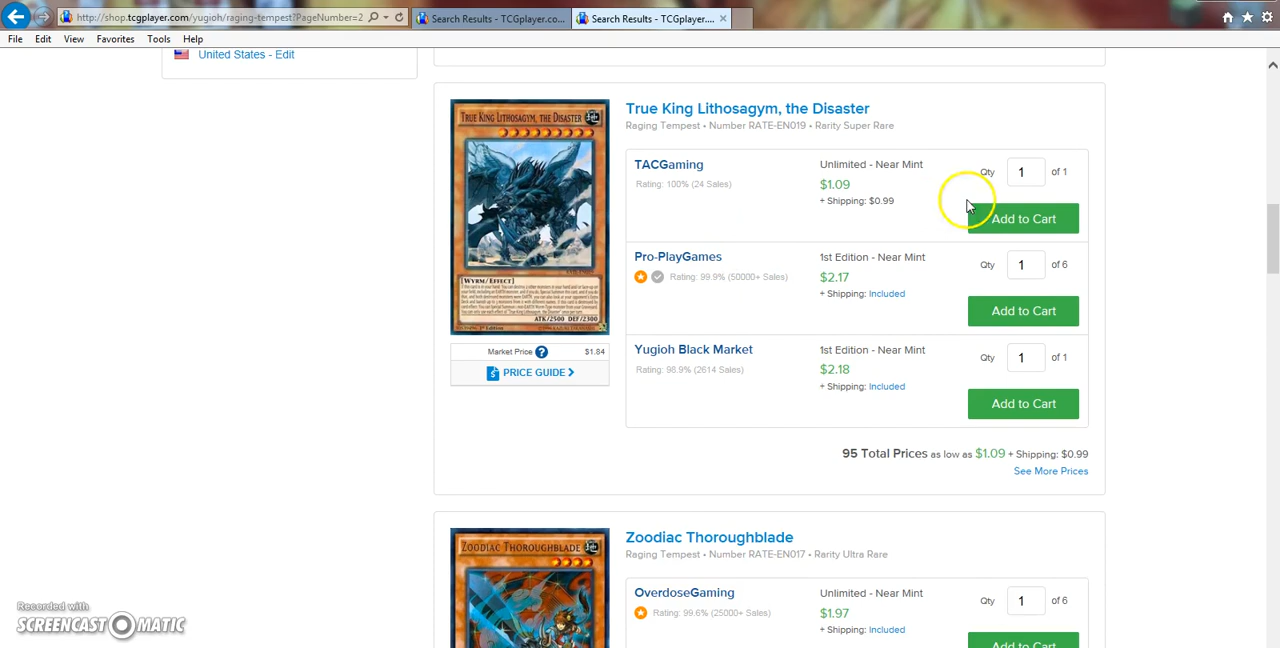 http://shop.tcgplayer.com/yugioh/raging-tempest?PageNumber=2
Search Results - TCGplayer.co...
Search Results - TCGplayer....
File Edit View Favorites Tools Help
United States - Edit
True King Lithosagym, the Disaster
Raging Tempest • Number RATE-EN019 • Rarity Super Rare
TRUE KING LITHOSAGYM, THE DISASTER
[WYRM/EFFECT]
ATK/2500 DEF/2300
Market Price ? $1.84
PRICE GUIDE
TACGaming
Rating: 100% (24 Sales)
Unlimited - Near Mint
$1.09
+ Shipping: $0.99
Qty 1 of 1
Add to Cart
Pro-PlayGames
Rating: 99.9% (50000+ Sales)
1st Edition - Near Mint
$2.17
+ Shipping: Included
Qty 1 of 6
Add to Cart
Yugioh Black Market
Rating: 98.9% (2614 Sales)
1st Edition - Near Mint
$2.18
+ Shipping: Included
Qty 1 of 1
Add to Cart
95 Total Prices as low as $1.09 + Shipping: $0.99
See More Prices
Zoodiac Thoroughblade
Raging Tempest • Number RATE-EN017 • Rarity Ultra Rare
ZOODIAC THOROUGHBLADE
OverdoseGaming
Rating: 99.6% (25000+ Sales)
Unlimited - Near Mint
$1.97
+ Shipping: Included
Qty 1 of 6
Add to Cart
Recorded with
SCREENCAST-O-MATIC